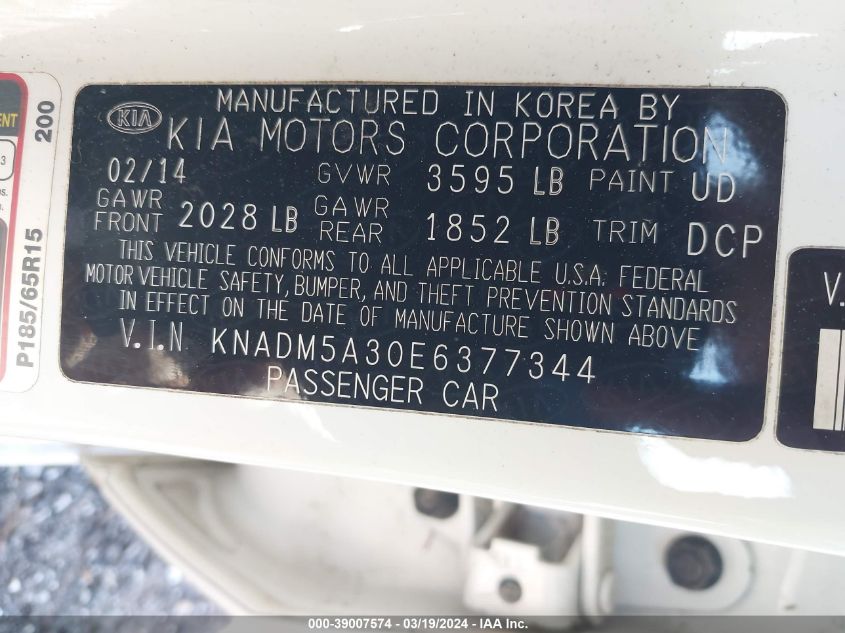 MANUFACTURED IN KOREA BY
KIA KIA MOTORS CORPORATION
02/14 GVWR 3595 LB PAINT UD
GAWR FRONT 2028 LB GAWR REAR 1852 LB TRIM DCP
THIS VEHICLE CONFORMS TO ALL APPLICABLE U.S.A. FEDERAL
MOTOR VEHICLE SAFETY, BUMPER, AND THEFT PREVENTION STANDARDS
IN EFFECT ON THE DATE OF MANUFACTURE SHOWN ABOVE
V.I.N KNADM5A30E6377344
PASSENGER CAR
P185/65R15 200
V.
000-39007574 - 03/19/2024 - IAA Inc.